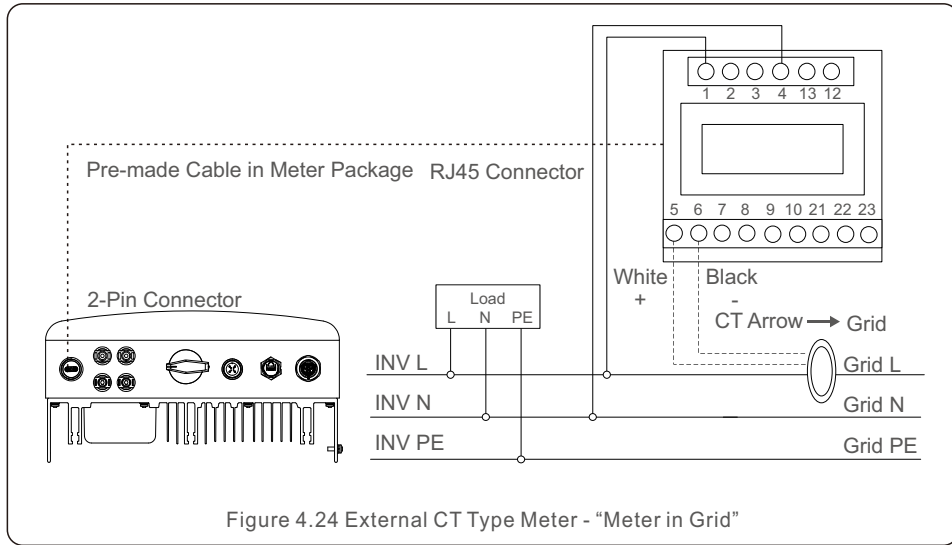 1 2 3 4 13 12
Pre-made Cable in Meter Package RJ45 Connector
5 6 7 8 9 10 21 22 23
White Black
+ -
2-Pin Connector
Load
L N PE
CT Arrow Grid
INV L Grid L
INV N Grid N
INV PE Grid PE
Figure 4.24 External CT Type Meter - “Meter in Grid”